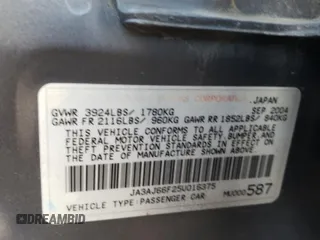 CORPORATION, JAPAN
GVWR 3924LBS/ 1780KG SEP 2004
GAWR FR 2116LBS/ 960KG GAWR RR 1852LBS/ 840KG
THIS VEHICLE CONFORMS TO ALL APPLICABLE
FEDERAL MOTOR VEHICLE SAFETY, BUMPER, AND
THEFT PREVENTION STANDARDS IN EFFECT ON
THE DATE OF MANUFACTURE SHOWN ABOVE.
JA3AJ66F25U016375
VEHICLE TYPE:PASSENGER CAR MU000587